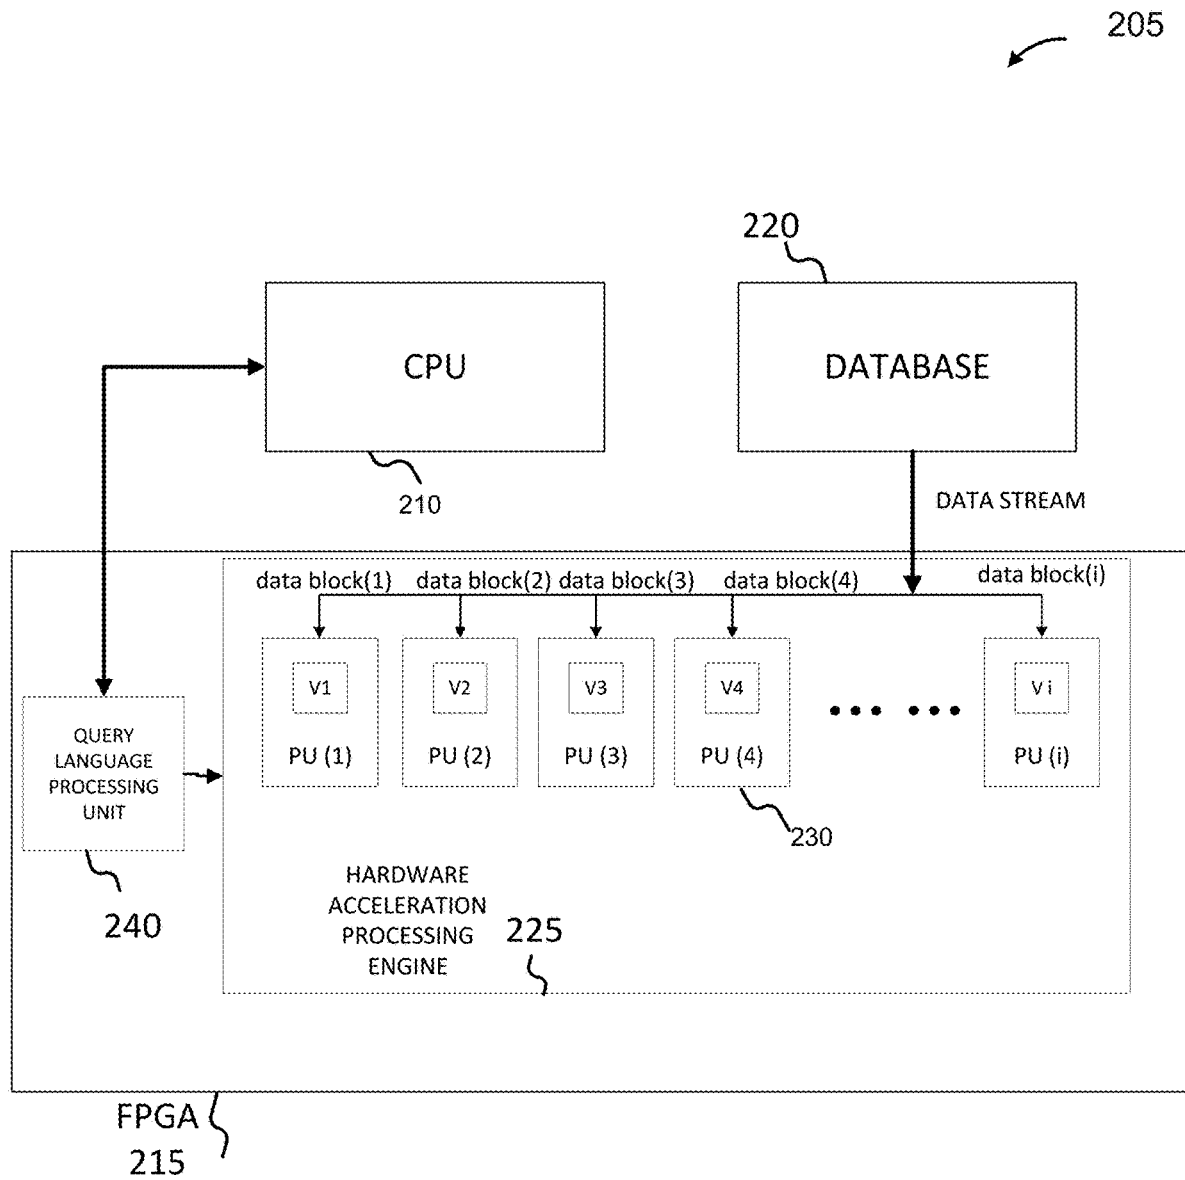 205
220
CPU
DATABASE
210
DATA STREAM
data block(1) data block(2) data block(3) data block(4) data block(i)
V1 V2 V3 V4 V i
PU (1) PU (2) PU (3) PU (4) PU (i)
QUERY
LANGUAGE
PROCESSING
UNIT
230
240
HARDWARE
ACCELERATION
PROCESSING
ENGINE
225
FPGA
215